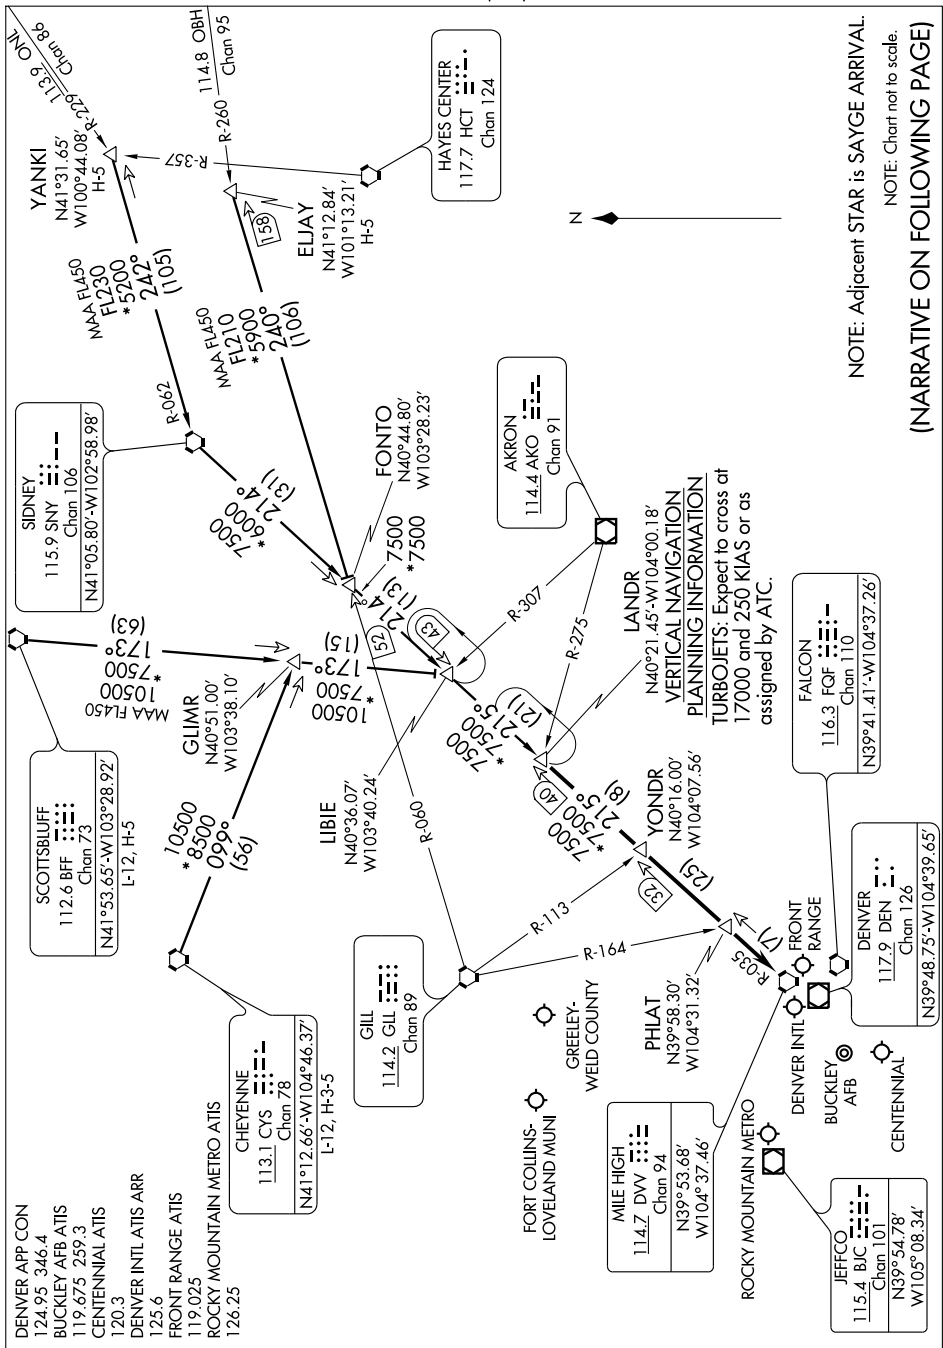 DENVER APP CON
124.95 346.4
BUCKLEY AFB ATIS
119.675 259.3
CENTENNIAL ATIS
120.3
DENVER INTL ATIS ARR
125.6
FRONT RANGE ATIS
119.025
ROCKY MOUNTAIN METRO ATIS
126.25
SCOTTSBLUFF
112.6 BFF
Chan 73
N41°53.65'-W103°28.92'
L-12, H-5
SIDNEY
115.9 SNY
Chan 106
N41°05.80'-W102°58.98'
113.9 ONL
Chan 86
R-229
YANKI
N41°31.65'
W100°44.08'
H-5
114.8 OBH
Chan 95
R-260
R-357
MAA FL450
FL230
*5200
242°
(105)
R-062
158
ELJAY
N41°12.84'
W101°13.21'
H-5
HAYES CENTER
117.7 HCT
Chan 124
MAA FL450
FL210
*5900
240°
(106)
CHEYENNE
113.1 CYS
Chan 78
N41°12.66'-W104°46.37'
L-12, H-3-5
10500
*8500
099°
(56)
MAA FL450
10500
*7500
173°
(63)
GLIMR
N40°51.00'
W103°38.10'
10500
*7500
173°
(15)
7500
*6000
214°
(31)
FONTO
N40°44.80'
W103°28.23'
7500
*7500
214°
(13)
52
43
LIBIE
N40°36.07'
W103°40.24'
R-060
R-307
R-275
AKRON
114.4 AKO
Chan 91
7500
*7500
215°
(21)
LANDR
N40°21.45'-W104°00.18'
VERTICAL NAVIGATION
PLANNING INFORMATION
TURBOJETS: Expect to cross at
17000 and 250 KIAS or as
assigned by ATC.
40
7500
*7500
215°
(8)
YONDR
N40°16.00'
W104°07.56'
32
(25)
GILL
114.2 GLL
Chan 89
R-113
R-164
PHLAT
N39°58.30'
W104°31.32'
(7)
R-035
FORT COLLINS-
LOVELAND MUNI
GREELEY-
WELD COUNTY
MILE HIGH
114.7 DVV
Chan 94
N39°53.68'
W104°37.46'
ROCKY MOUNTAIN METRO
JEFFCO
115.4 BJC
Chan 101
N39°54.78'
W105°08.34'
DENVER INTL
FRONT
RANGE
BUCKLEY
AFB
CENTENNIAL
DENVER
117.9 DEN
Chan 126
N39°48.75'-W104°39.65'
FALCON
116.3 FQF
Chan 110
N39°41.41'-W104°37.26'
N
NOTE: Adjacent STAR is SAYGE ARRIVAL.
NOTE: Chart not to scale.
(NARRATIVE ON FOLLOWING PAGE)